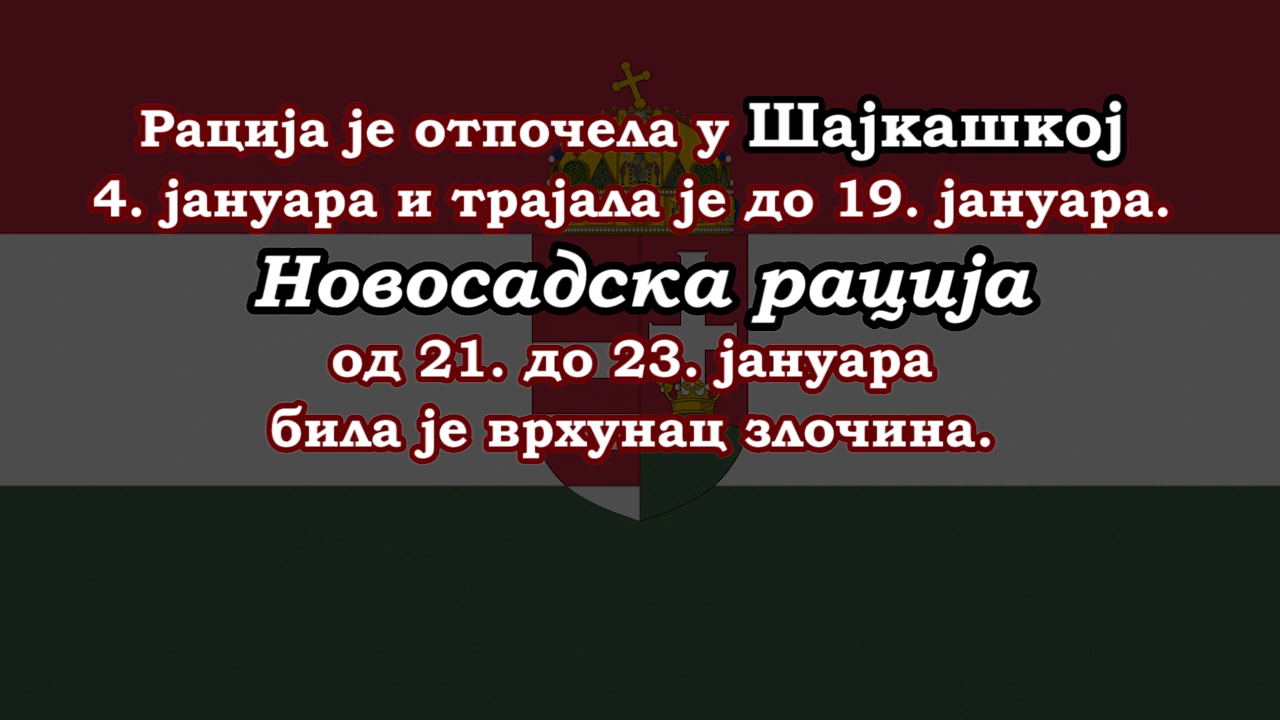 Рација је отпочела у Шајкашкој
4. јануара и трајала је до 19. јануара.
Новосадска рација
од 21. до 23. јануара
била је врхунац злочина.